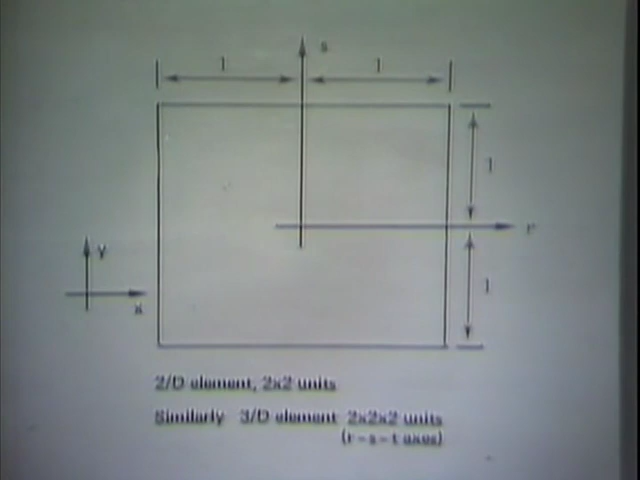 s
1 1
1
r
Y
1
X
2/D element, 2x2 units
Similarly 3/D element 2x2x2 units
(r-s-t axes)